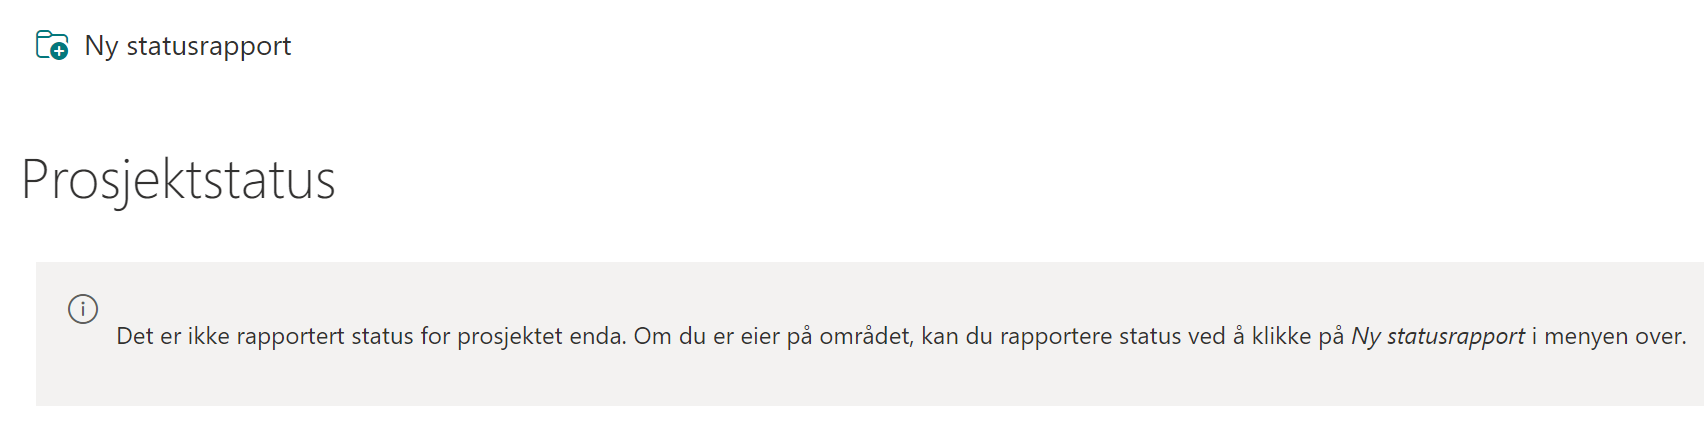 Ny statusrapport
Prosjektstatus
Det er ikke rapportert status for prosjektet enda. Om du er eier på området, kan du rapportere status ved å klikke på Ny statusrapport i menyen over.